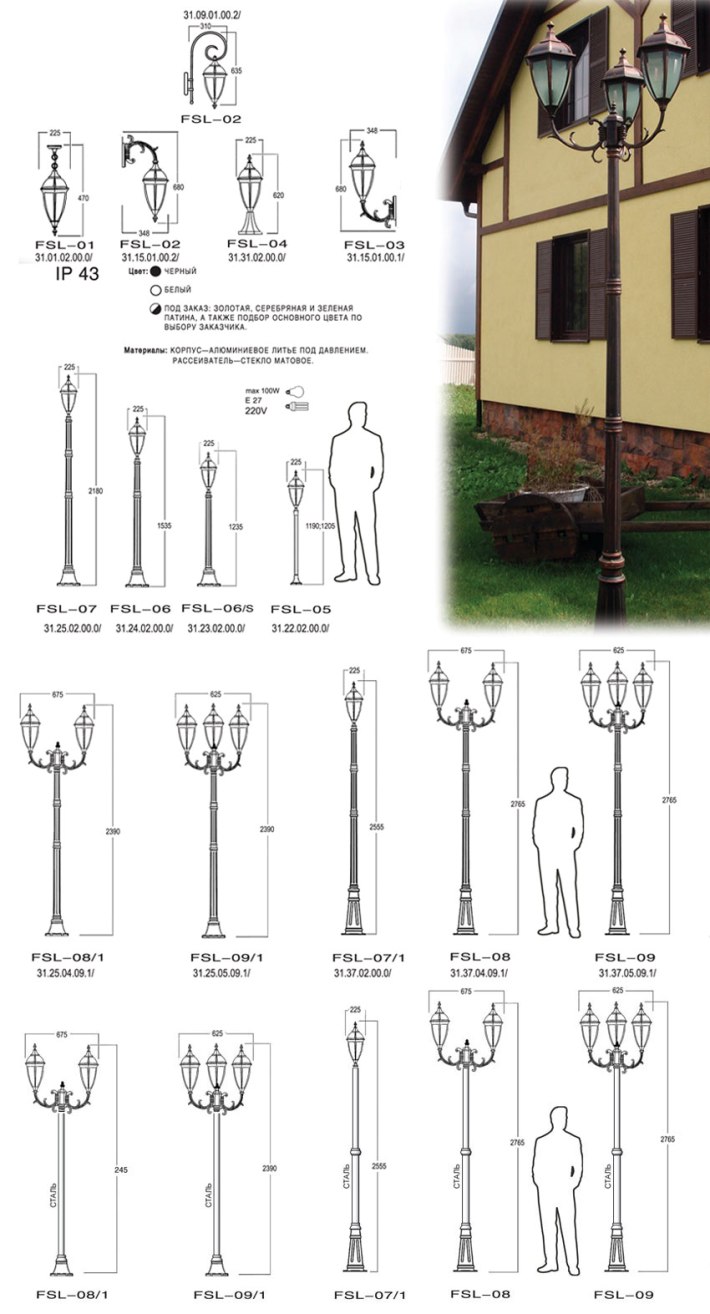 31.09.01.00.2/
310
635
FSL-02
225
225
348
470
680
348
620
680
FSL-01
FSL-02
FSL-04
FSL-03
31.01.02.00.0/
31.15.01.00.2/
31.31.02.00.0/
31.15.01.00.1/
IP 43
Цвет: ЧЕРНЫЙ
БЕЛЫЙ
ПОД ЗАКАЗ: ЗОЛОТАЯ, СЕРЕБРЯНАЯ И ЗЕЛЕНАЯ
ПАТИНА, А ТАКЖЕ ПОДБОР ОСНОВНОГО ЦВЕТА ПО
ВЫБОРУ ЗАКАЗЧИКА.
Материалы: КОРПУС—АЛЮМИНИЕВОЕ ЛИТЬЕ ПОД ДАВЛЕНИЕМ.
РАССЕИВАТЕЛЬ—СТЕКЛО МАТОВОЕ.
max 100W
E 27
220V
225
225
225
225
2180
1535
1235
1190;1205
FSL-07
FSL-06
FSL-06/S
FSL-05
31.25.02.00.0/
31.24.02.00.0/
31.23.02.00.0/
31.22.02.00.0/
675
625
225
675
625
2390
2390
2555
2765
2765
FSL-08/1
FSL-09/1
FSL-07/1
FSL-08
FSL-09
31.25.04.09.1/
31.25.05.09.1/
31.37.02.00.0/
31.37.04.09.1/
31.37.05.09.1/
675
625
225
675
625
245
2390
2555
2765
2765
СТАЛЬ
СТАЛЬ
СТАЛЬ
СТАЛЬ
СТАЛЬ
FSL-08/1
FSL-09/1
FSL-07/1
FSL-08
FSL-09